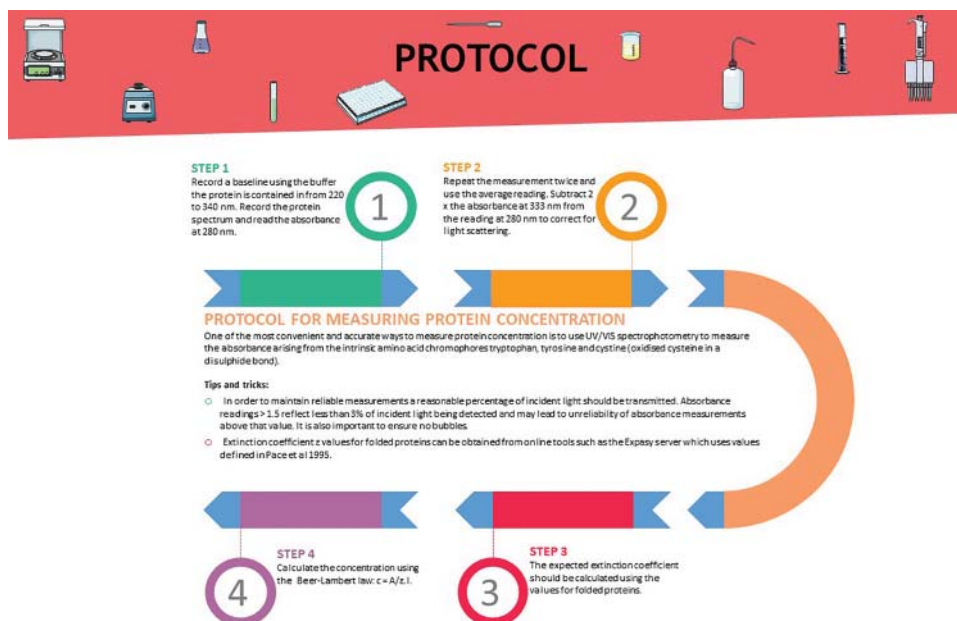 PROTOCOL
STEP 1
Record a baseline using the buffer
the protein is contained in from 220
to 340 nm. Record the protein
spectrum and read the absorbance
at 280 nm.
1
STEP 2
Repeat the measurement twice and
use the average reading. Subtract 2
x the absorbance at 333 nm from
the reading at 280 nm to correct for
light scattering.
2
PROTOCOL FOR MEASURING PROTEIN CONCENTRATION
One of the most convenient and accurate ways to measure protein concentration is to use UV/VIS spectrophotometry to measure
the absorbance arising from the intrinsic amino acid chromophores tryptophan, tyrosine and cystine (oxidised cysteine in a
disulphide bond).
Tips and tricks:
In order to maintain reliable measurements a reasonable percentage of incident light should be transmitted. Absorbance
readings > 1.5 reflect less than 3% of incident light being detected and may lead to unreliability of absorbance measurements
above that value. It is also important to ensure no bubbles.
Extinction coefficient ε values for folded proteins can be obtained from online tools such as the Expasy server which uses values
defined in Pace et al 1995.
STEP 4
Calculate the concentration using
the Beer-Lambert law: c = A/ε. l.
4
STEP 3
The expected extinction coefficient
should be calculated using the
values for folded proteins.
3